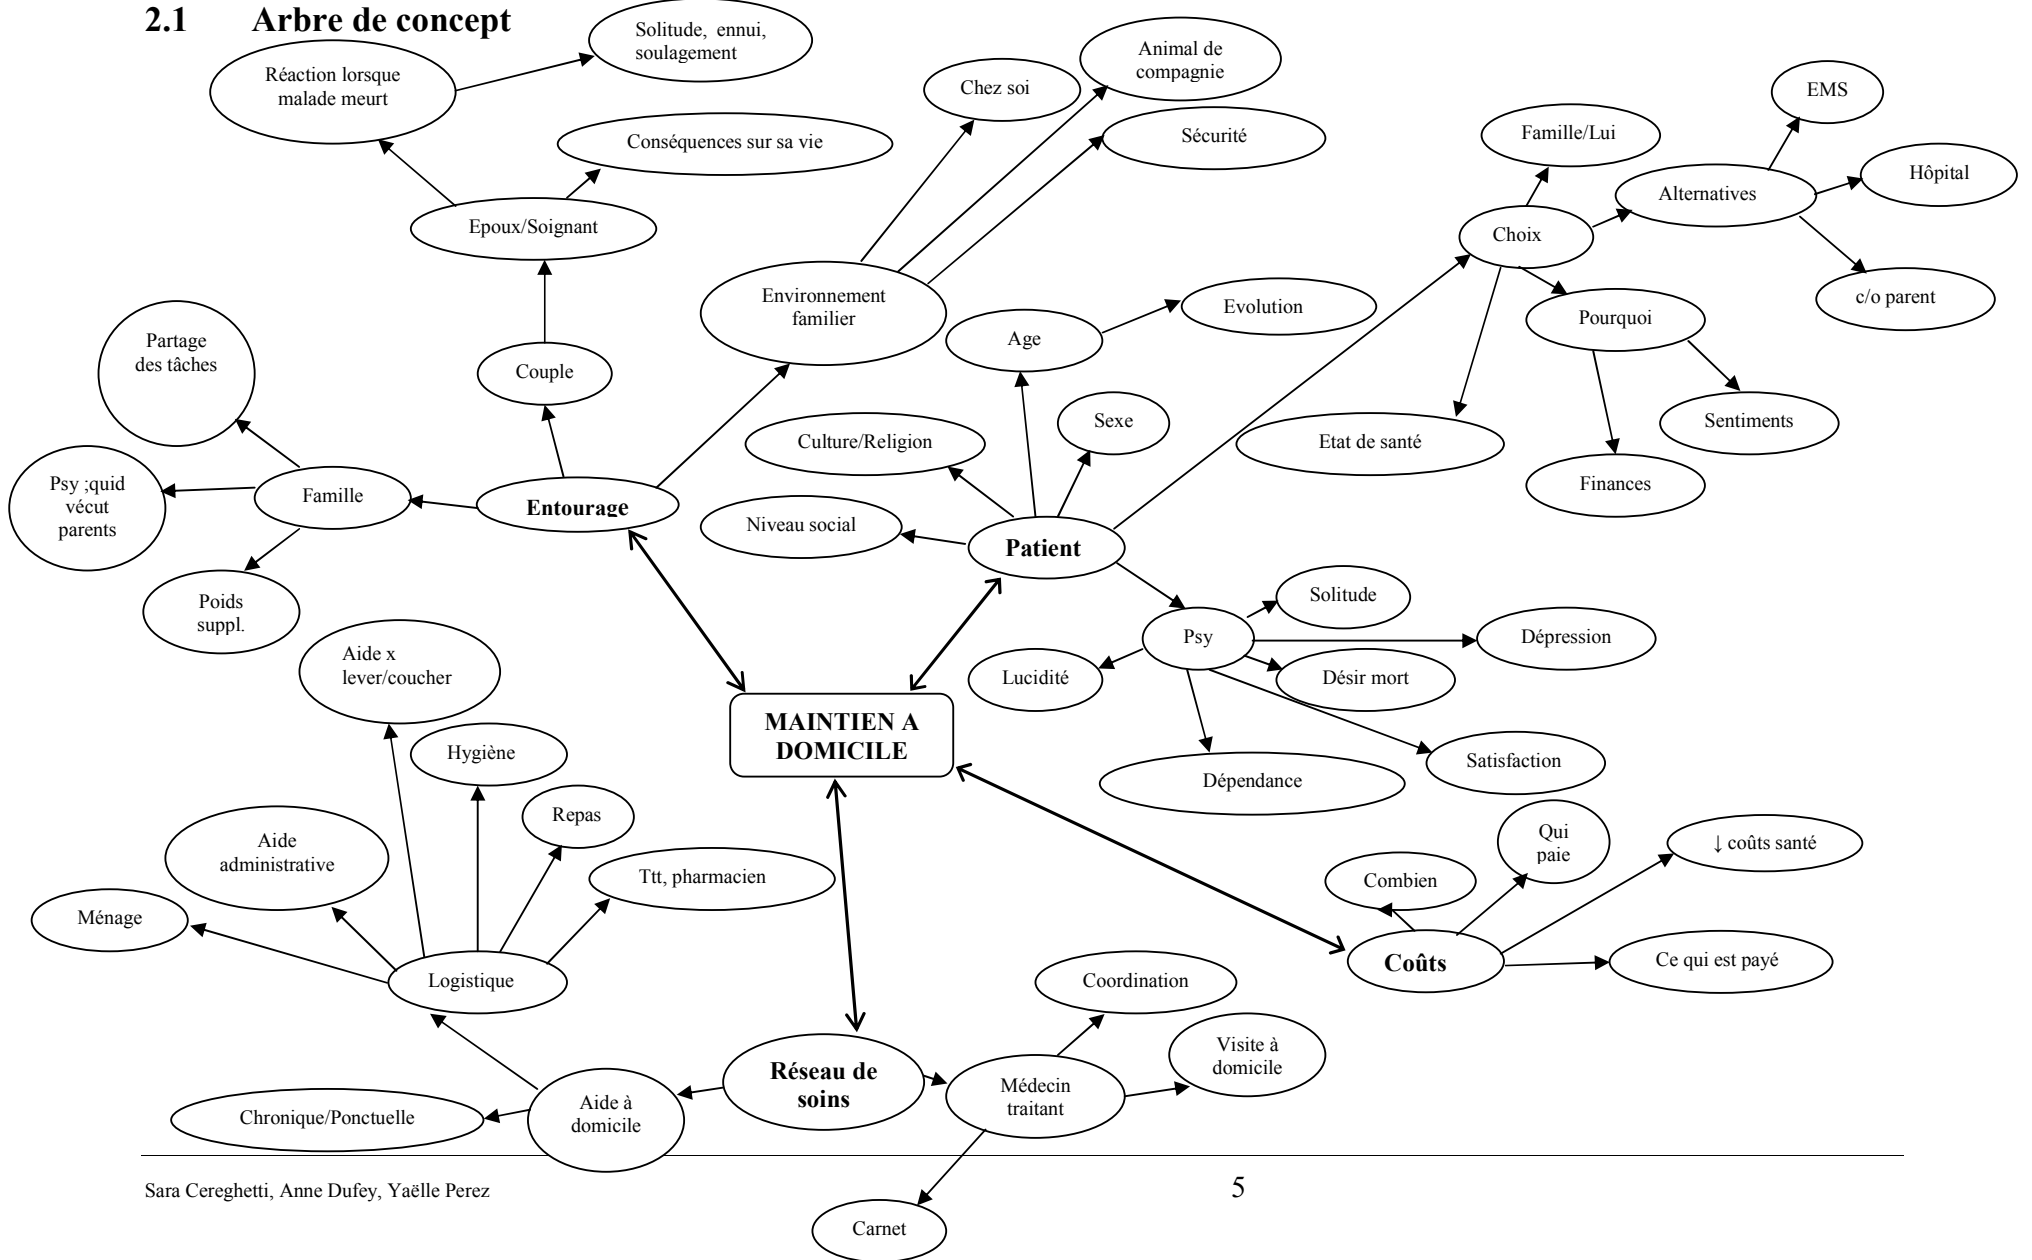 2.1 Arbre de concept
Solitude, ennui,
soulagement
Réaction lorsque
malade meurt
Conséquences sur sa vie
Epoux/Soignant
Couple
Chez soi
Animal de
compagnie
Sécurité
Environnement
familier
Famille/Lui
EMS
Alternatives
Hôpital
Choix
c/o parent
Pourquoi
Sentiments
Finances
Etat de santé
Evolution
Age
Sexe
Culture/Religion
Niveau social
Patient
Partage
des tâches
Psy ;quid
vécut
parents
Famille
Entourage
Poids
suppl.
Solitude
Psy
Dépression
Lucidité
Désir mort
Satisfaction
Dépendance
MAINTIEN A
DOMICILE
Aide x
lever/coucher
Hygiène
Repas
Aide
administrative
Ttt, pharmacien
Ménage
Logistique
Qui
paie
↓ coûts santé
Combien
Coûts
Ce qui est payé
Coordination
Visite à
domicile
Réseau de
soins
Médecin
traitant
Aide à
domicile
Chronique/Ponctuelle
Carnet
Sara Cereghetti, Anne Dufey, Yaëlle Perez
5